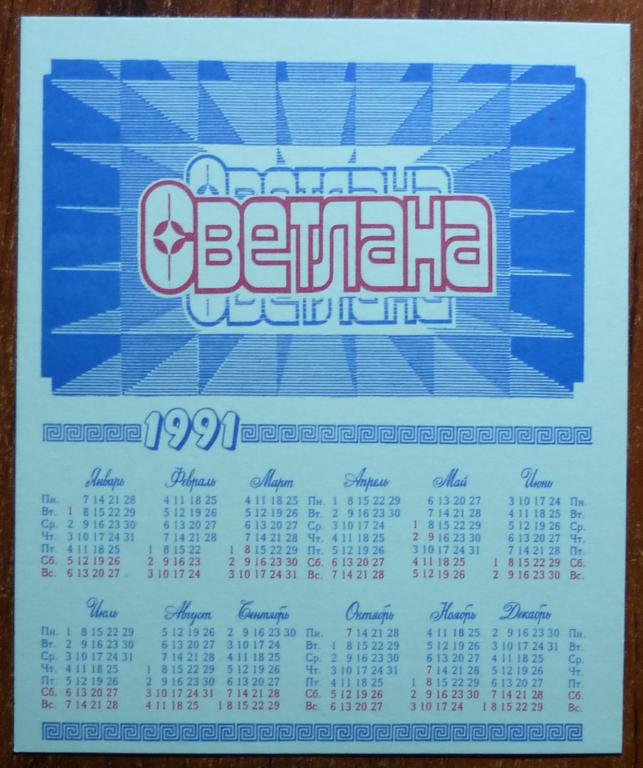 Светлана
Светлана
Светлана
1991
Январь Февраль Март Апрель Май Июнь
Пн. 7 14 21 28 4 11 18 25 4 11 18 25 Пн. 1 8 15 22 29 6 13 20 27 3 10 17 24 Пн.
Вт. 1 8 15 22 29 5 12 19 26 5 12 19 26 Вт. 2 9 16 23 30 7 14 21 28 4 11 18 25 Вт.
Ср. 2 9 16 23 30 6 13 20 27 6 13 20 27 Ср. 3 10 17 24 1 8 15 22 29 5 12 19 26 Ср.
Чт. 3 10 17 24 31 7 14 21 28 7 14 21 28 Чт. 4 11 18 25 2 9 16 23 30 6 13 20 27 Чт.
Пт. 4 11 18 25 1 8 15 22 1 8 15 22 29 Пт. 5 12 19 26 3 10 17 24 31 7 14 21 28 Пт.
Сб. 5 12 19 26 2 9 16 23 2 9 16 23 30 Сб. 6 13 20 27 4 11 18 25 1 8 15 22 29 Сб.
Вс. 6 13 20 27 3 10 17 24 3 10 17 24 31 Вс. 7 14 21 28 5 12 19 26 2 9 16 23 30 Вс.
Июль Август Сентябрь Октябрь Ноябрь Декабрь
Пн. 1 8 15 22 29 5 12 19 26 2 9 16 23 30 Пн. 7 14 21 28 4 11 18 25 2 9 16 23 30 Пн.
Вт. 2 9 16 23 30 6 13 20 27 3 10 17 24 Вт. 1 8 15 22 29 5 12 19 26 3 10 17 24 31 Вт.
Ср. 3 10 17 24 31 7 14 21 28 4 11 18 25 Ср. 2 9 16 23 30 6 13 20 27 4 11 18 25 Ср.
Чт. 4 11 18 25 1 8 15 22 29 5 12 19 26 Чт. 3 10 17 24 31 7 14 21 28 5 12 19 26 Чт.
Пт. 5 12 19 26 2 9 16 23 30 6 13 20 27 Пт. 4 11 18 25 1 8 15 22 29 6 13 20 27 Пт.
Сб. 6 13 20 27 3 10 17 24 31 7 14 21 28 Сб. 5 12 19 26 2 9 16 23 30 7 14 21 28 Сб.
Вс. 7 14 21 28 4 11 18 25 1 8 15 22 29 Вс. 6 13 20 27 3 10 17 24 1 8 15 22 29 Вс.